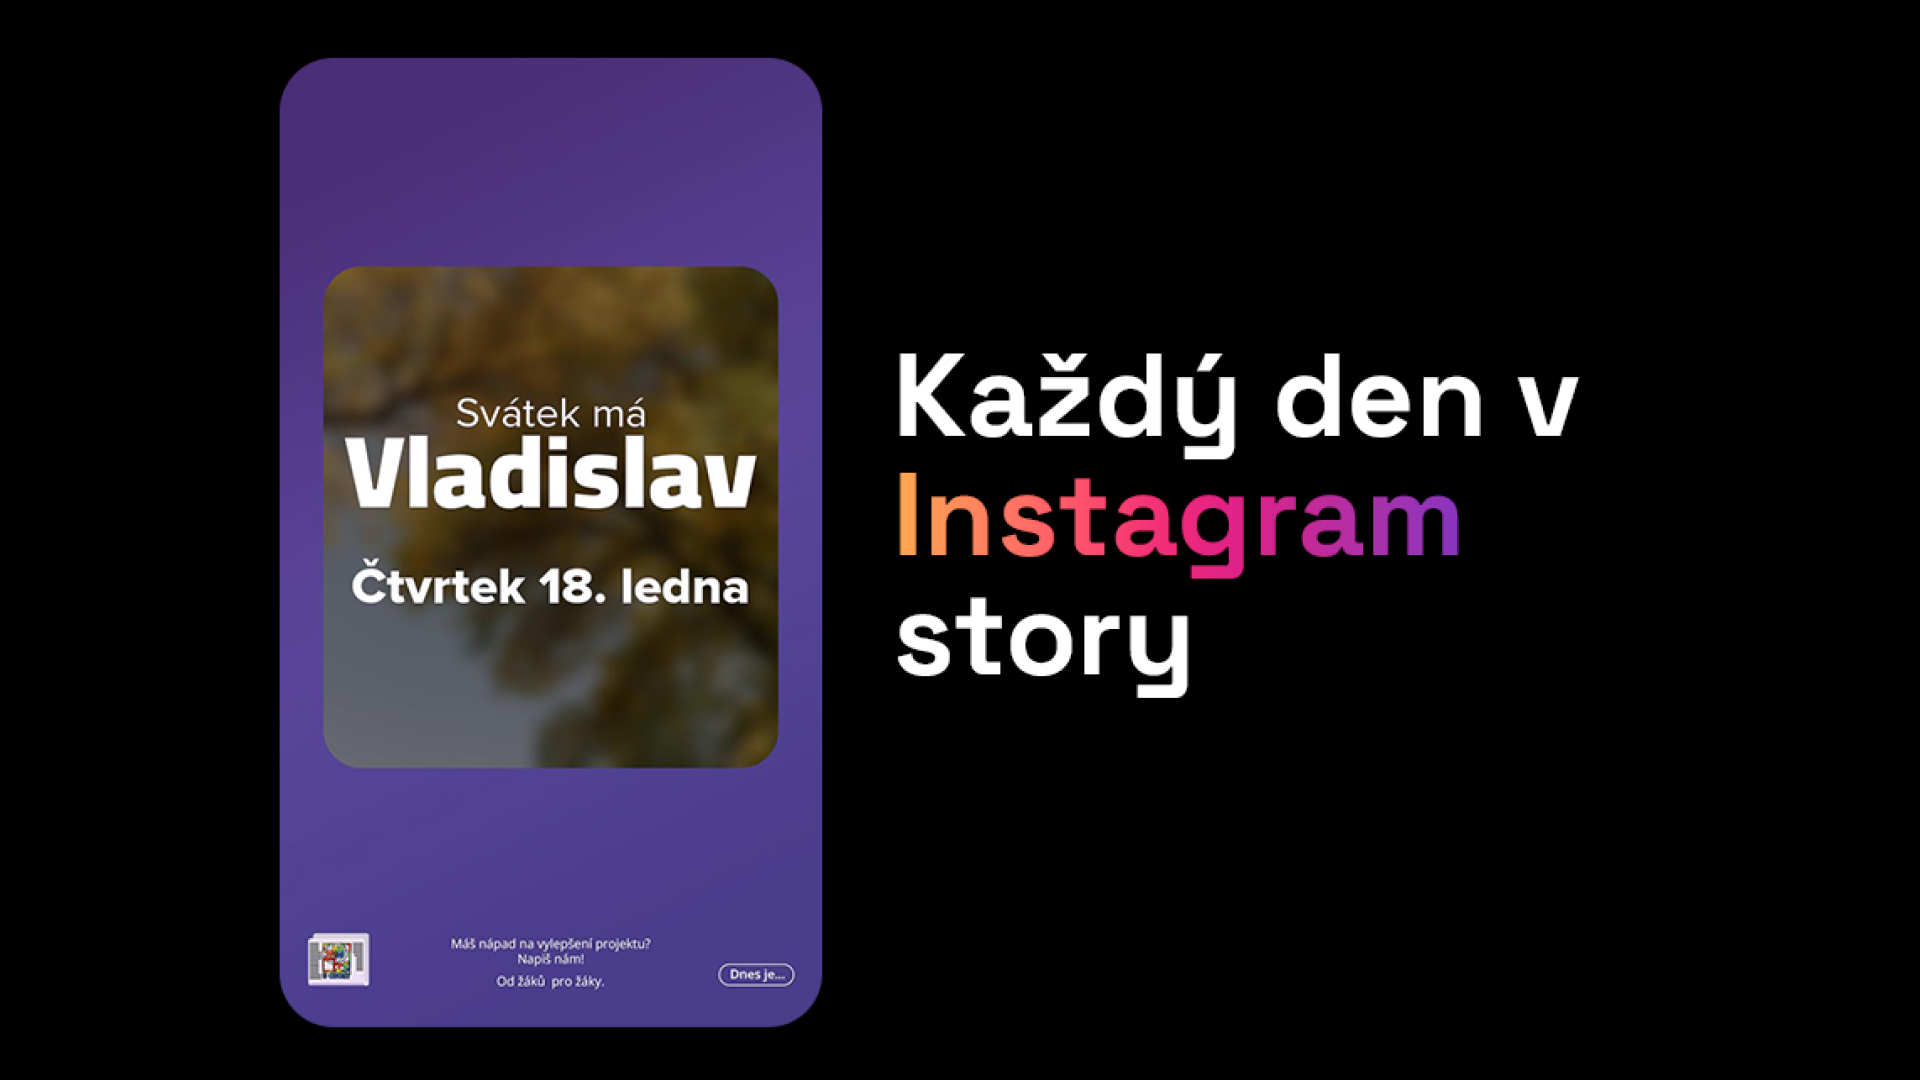 Svátek má
Vladislav
Čtvrtek 18. ledna
Máš nápad na vylepšení projektu?
Napiš nám!
Od žáků pro žáky.
Dnes je...
Každý den v
Instagram
story